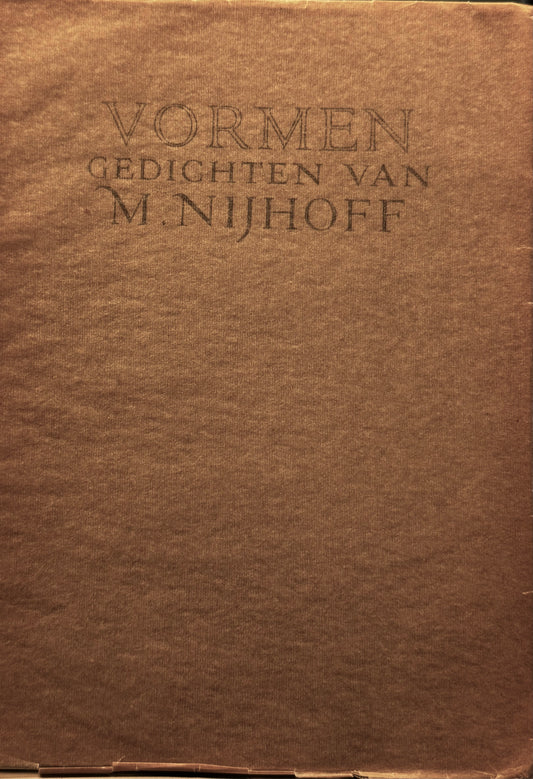 VORMEN
GEDICHTEN VAN
M. NIJHOFF